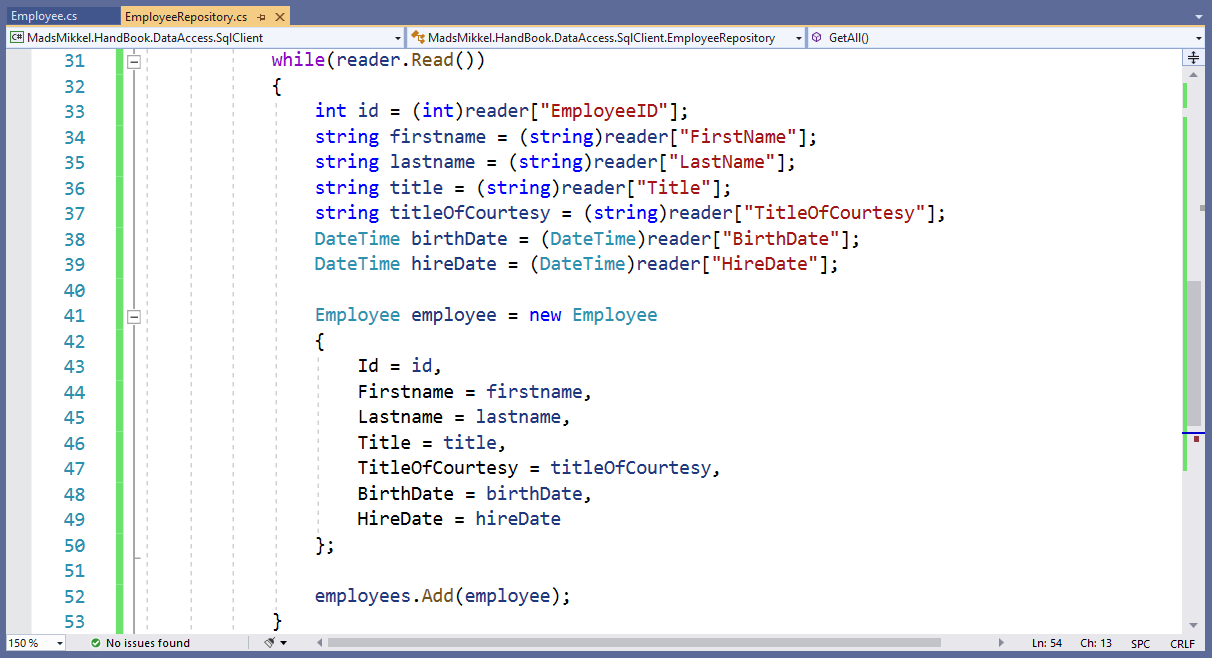 Employee.cs
EmployeeRepository.cs
C# MadsMikkel.HandBook.DataAccess.SqlClient
MadsMikkel.HandBook.DataAccess.SqlClient.EmployeeRepository
GetAll()
31 while(reader.Read())
32 {
33 int id = (int)reader["EmployeeID"];
34 string firstname = (string)reader["FirstName"];
35 string lastname = (string)reader["LastName"];
36 string title = (string)reader["Title"];
37 string titleOfCourtesy = (string)reader["TitleOfCourtesy"];
38 DateTime birthDate = (DateTime)reader["BirthDate"];
39 DateTime hireDate = (DateTime)reader["HireDate"];
40
41 Employee employee = new Employee
42 {
43 Id = id,
44 Firstname = firstname,
45 Lastname = lastname,
46 Title = title,
47 TitleOfCourtesy = titleOfCourtesy,
48 BirthDate = birthDate,
49 HireDate = hireDate
50 };
51
52 employees.Add(employee);
53 }
150 % No issues found Ln: 54 Ch: 13 SPC CRLF